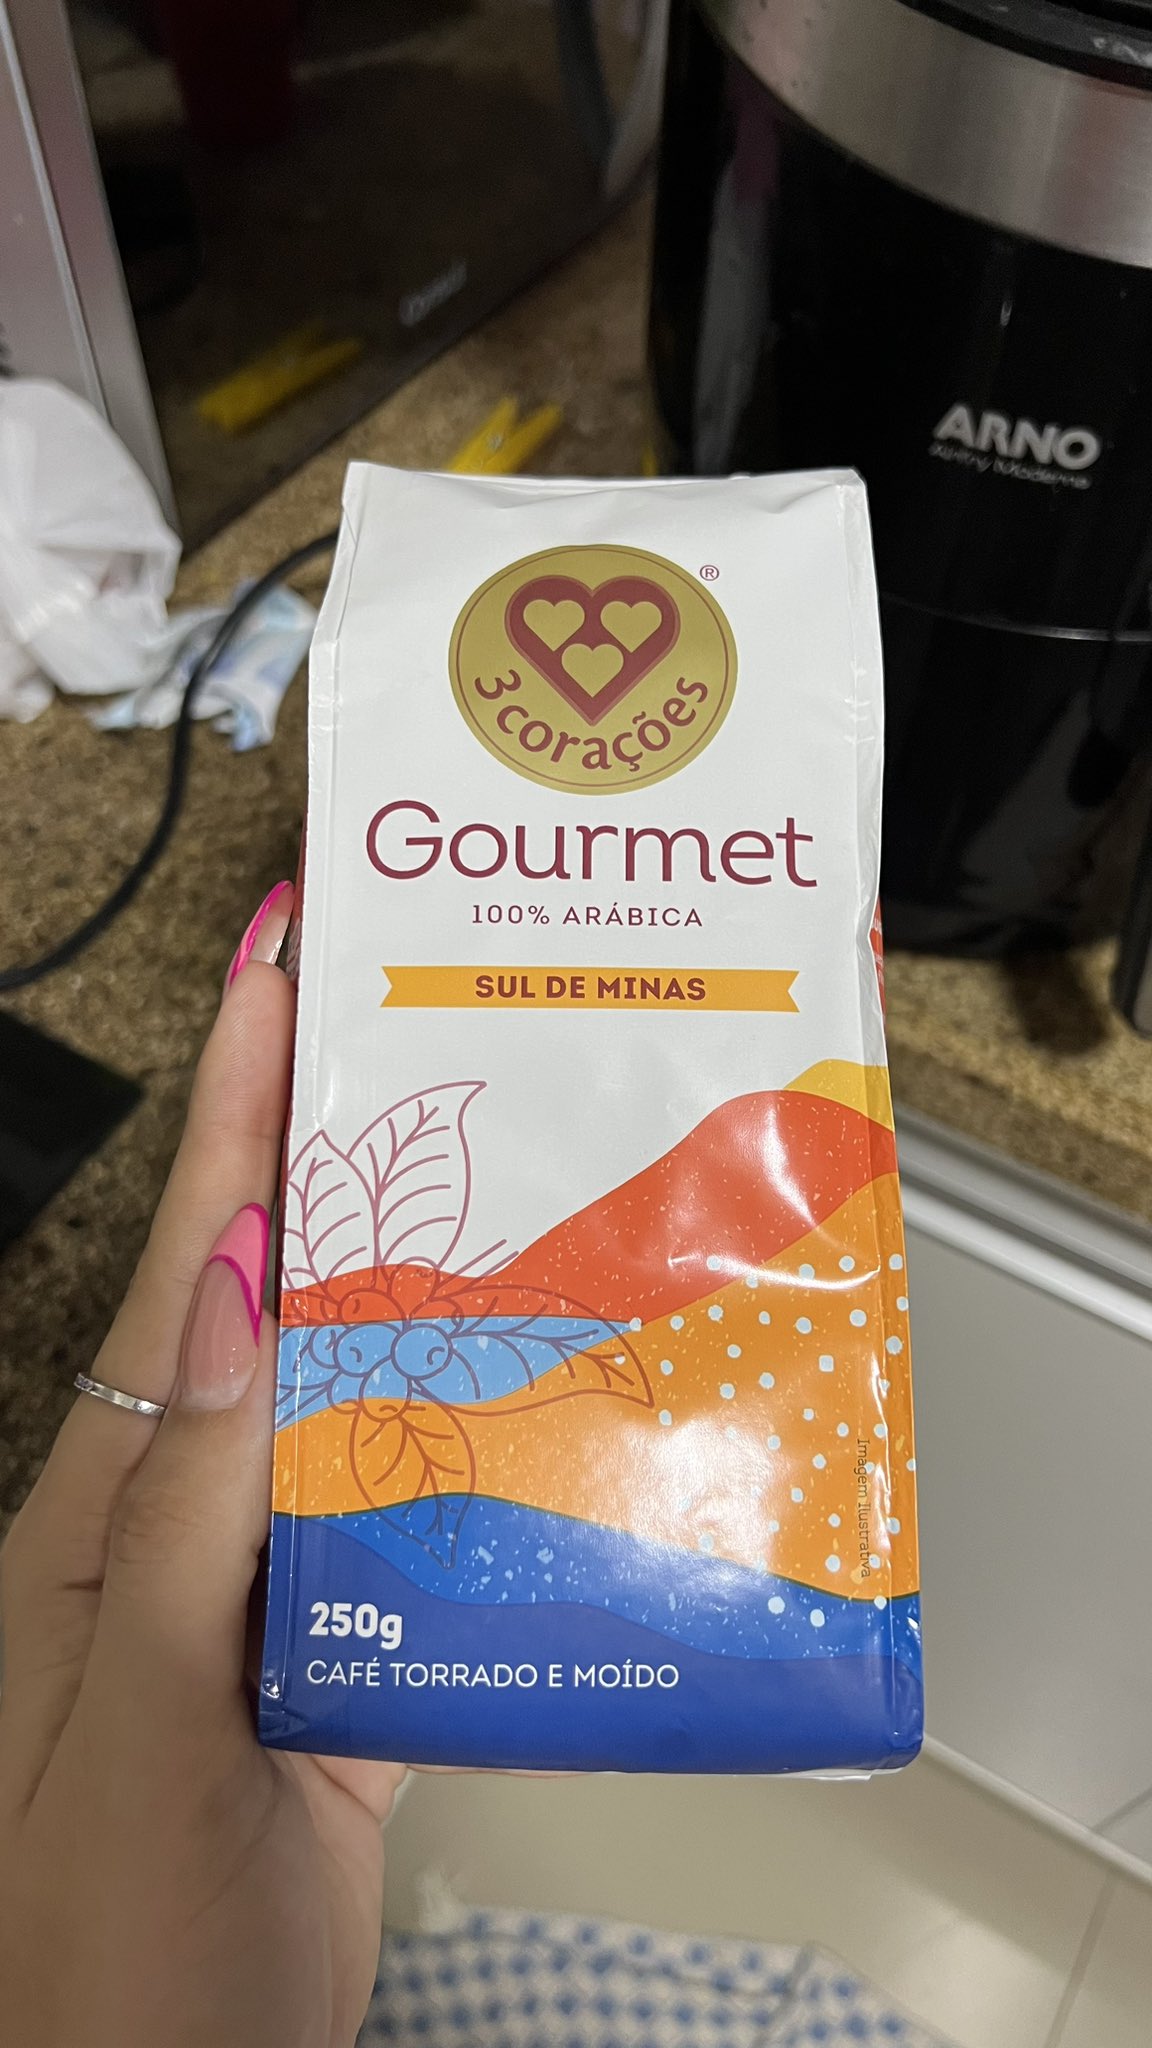 ARNO
®
3 corações
Gourmet
100% ARÁBICA
SUL DE MINAS
Imagem Ilustrativa
250g
CAFÉ TORRADO E MOÍDO